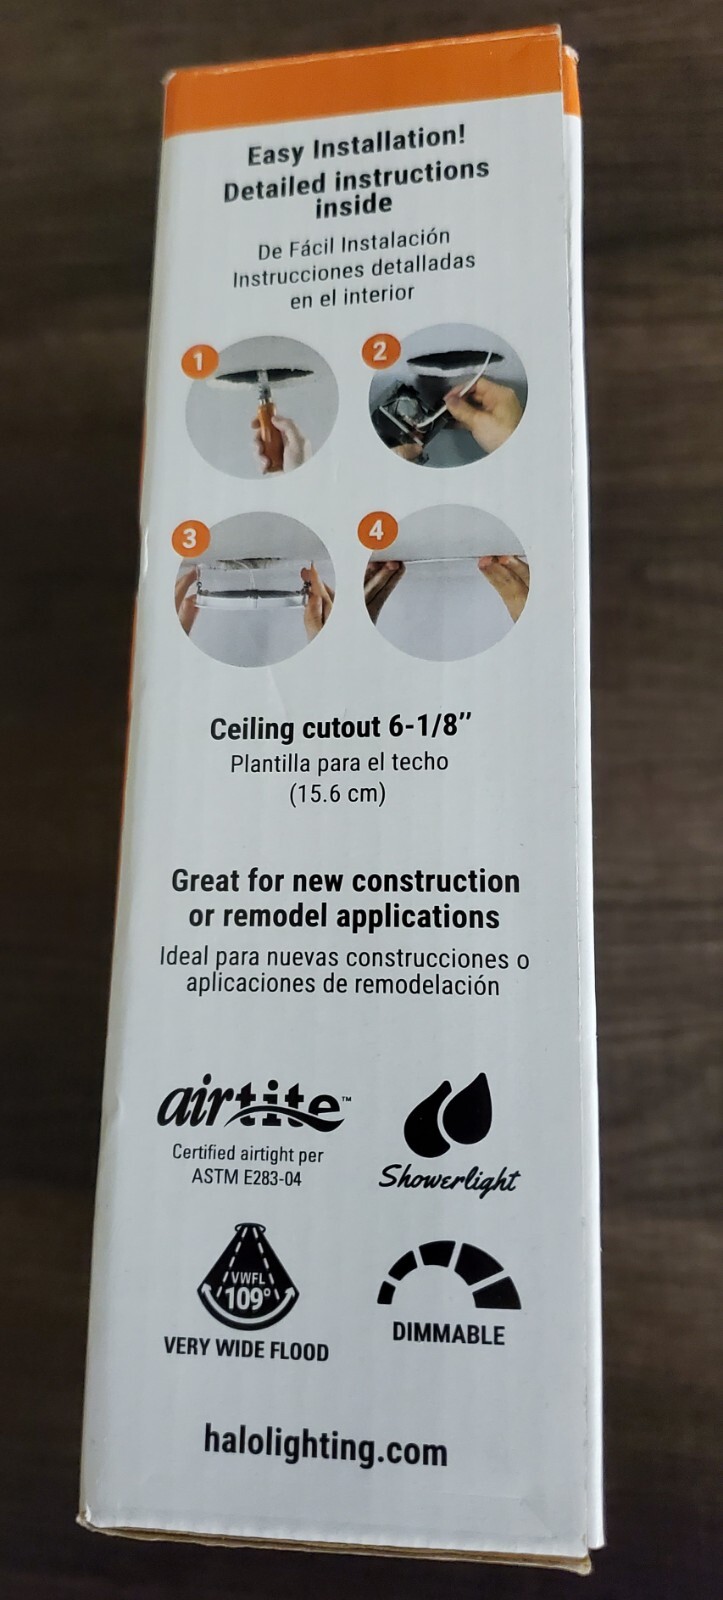 Easy Installation!
Detailed instructions
inside
De Fácil Instalación
Instrucciones detalladas
en el interior
1
2
3
4
Ceiling cutout 6-1/8″
Plantilla para el techo
(15.6 cm)
Great for new construction
or remodel applications
Ideal para nuevas construcciones o
aplicaciones de remodelación
airtite™
Certified airtight per
ASTM E283-04
Showerlight
VWFL
109°
VERY WIDE FLOOD
DIMMABLE
halolighting.com